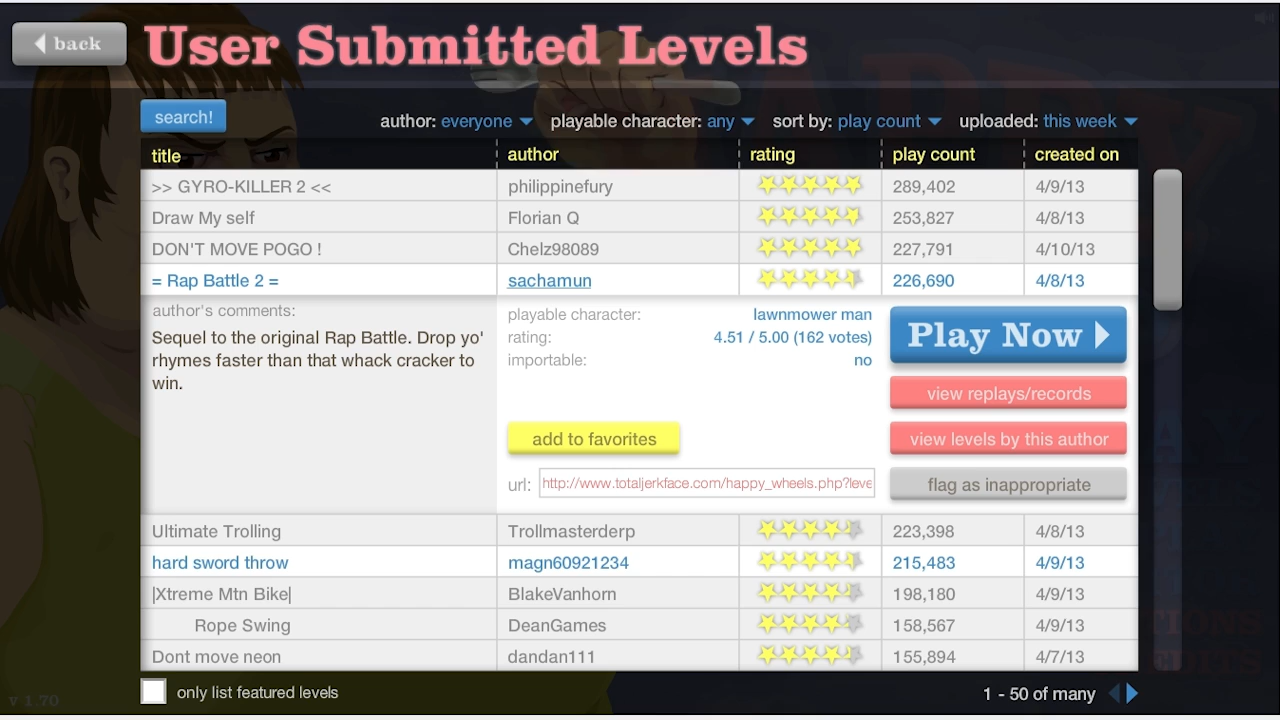 back
User Submitted Levels
search!
author: everyone playable character: any sort by: play count uploaded: this week
title author rating play count created on
>> GYRO-KILLER 2 << philippinefury 289,402 4/9/13
Draw My self Florian Q 253,827 4/8/13
DON'T MOVE POGO ! Chelz98089 227,791 4/10/13
= Rap Battle 2 = sachamun 226,690 4/8/13
author's comments:
Sequel to the original Rap Battle. Drop yo'
rhymes faster than that whack cracker to
win.
playable character: lawnmower man
rating: 4.51 / 5.00 (162 votes)
importable: no
add to favorites
url: http://www.totaljerkface.com/happy_wheels.php?leve
Play Now
view replays/records
view levels by this author
flag as inappropriate
Ultimate Trolling Trollmasterderp 223,398 4/8/13
hard sword throw magn60921234 215,483 4/9/13
|Xtreme Mtn Bike| BlakeVanhorn 198,180 4/9/13
Rope Swing DeanGames 158,567 4/9/13
Dont move neon dandan111 155,894 4/7/13
only list featured levels
1 - 50 of many
v 1.70